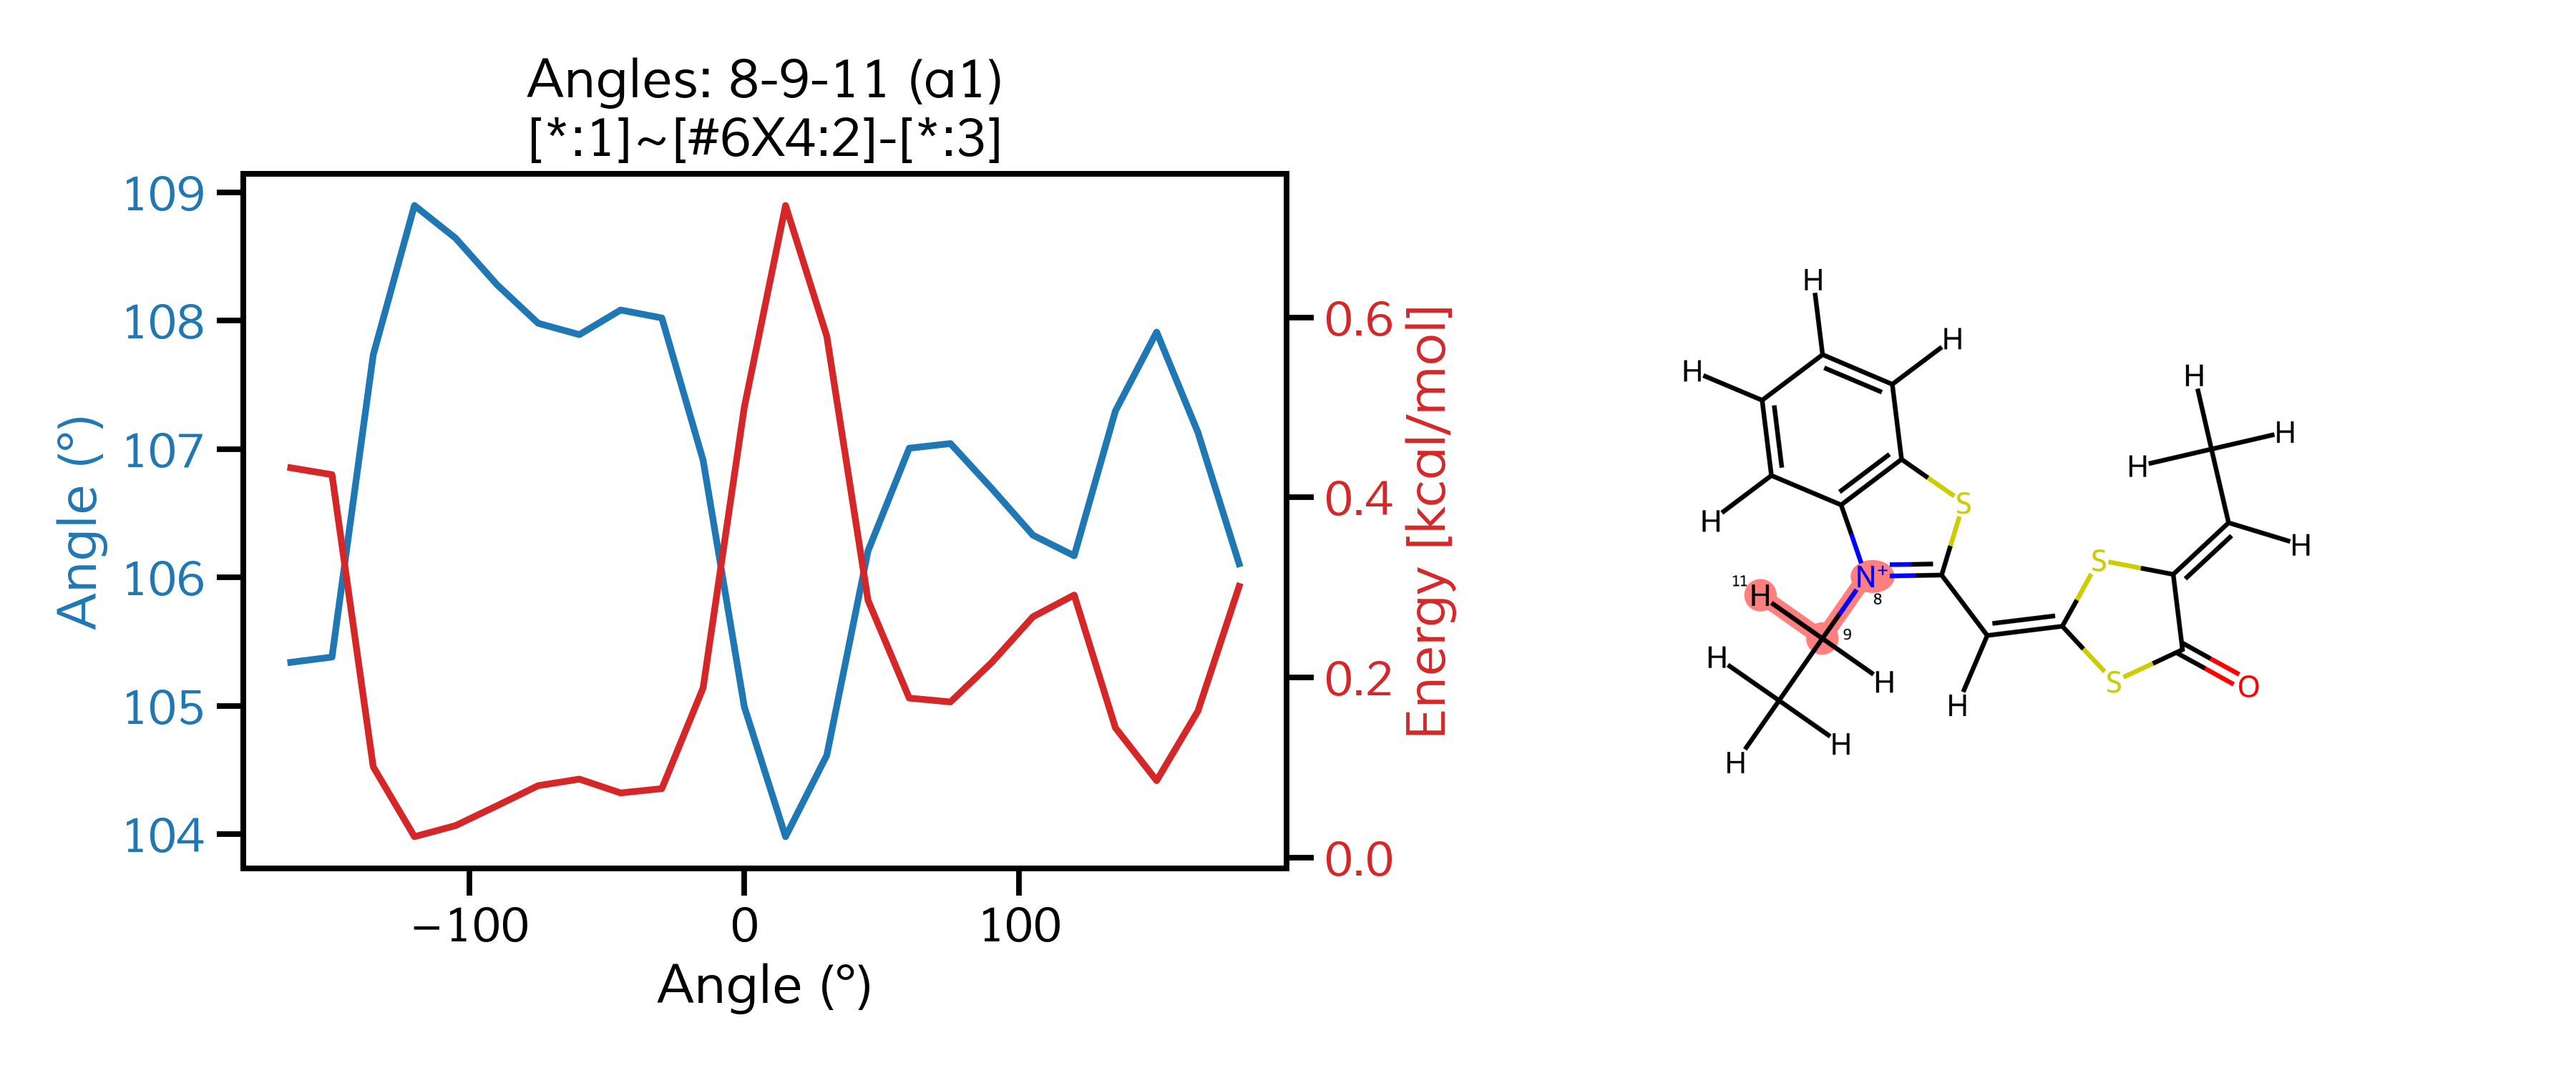 Angles: 8-9-11 (a1)
[*:1]~[#6X4:2]-[*:3]
109
108
107
106
105
104
Angle (°)
0.6
0.4
0.2
0.0
Energy [kcal/mol]
−100
0
100
Angle (°)
H
H
H
H
H
H
H
S
H
H
S
N+
8
11
H
9
H
H
S
O
H
H
H